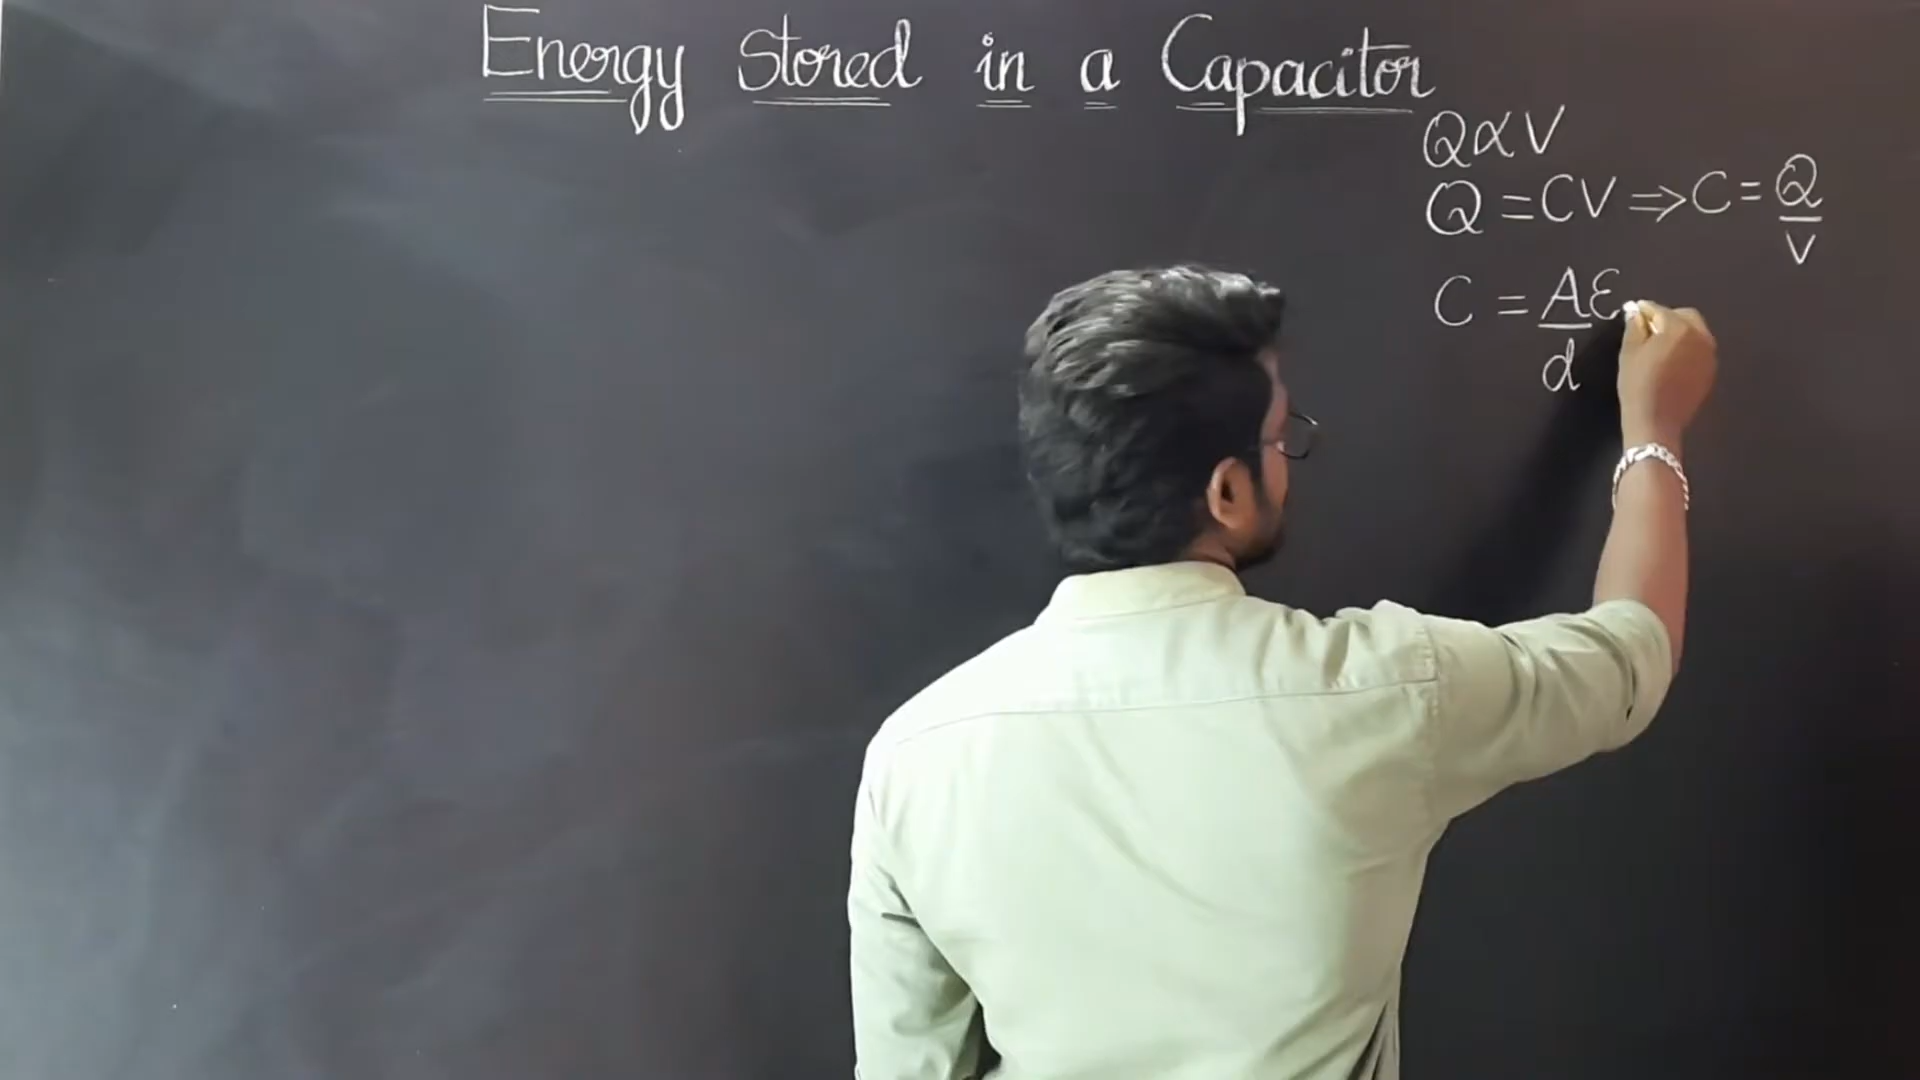 Energy Stored in a Capacitor
Q α V
Q = CV ⇒ C = Q/V
C = Aε/d